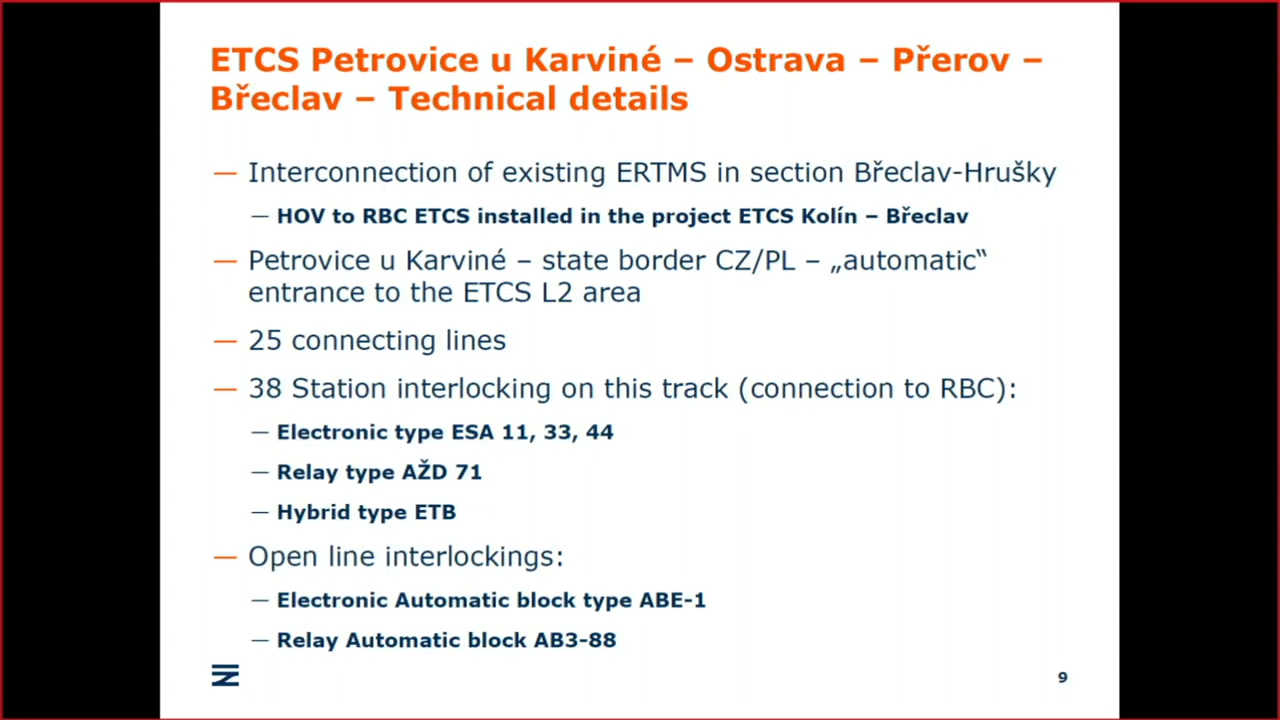 ETCS Petrovice u Karviné – Ostrava – Přerov –
Břeclav – Technical details
— Interconnection of existing ERTMS in section Břeclav-Hrušky
— HOV to RBC ETCS installed in the project ETCS Kolín – Břeclav
— Petrovice u Karviné – state border CZ/PL – „automatic“
entrance to the ETCS L2 area
— 25 connecting lines
— 38 Station interlocking on this track (connection to RBC):
— Electronic type ESA 11, 33, 44
— Relay type AŽD 71
— Hybrid type ETB
— Open line interlockings:
— Electronic Automatic block type ABE-1
— Relay Automatic block AB3-88
9